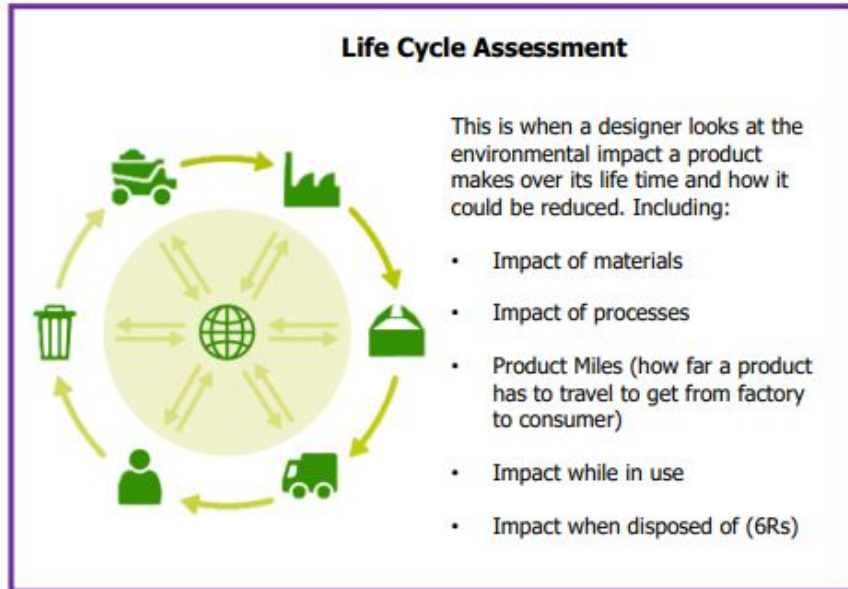 Life Cycle Assessment
This is when a designer looks at the
environmental impact a product
makes over its life time and how it
could be reduced. Including:
• Impact of materials
• Impact of processes
• Product Miles (how far a product
has to travel to get from factory
to consumer)
• Impact while in use
• Impact when disposed of (6Rs)